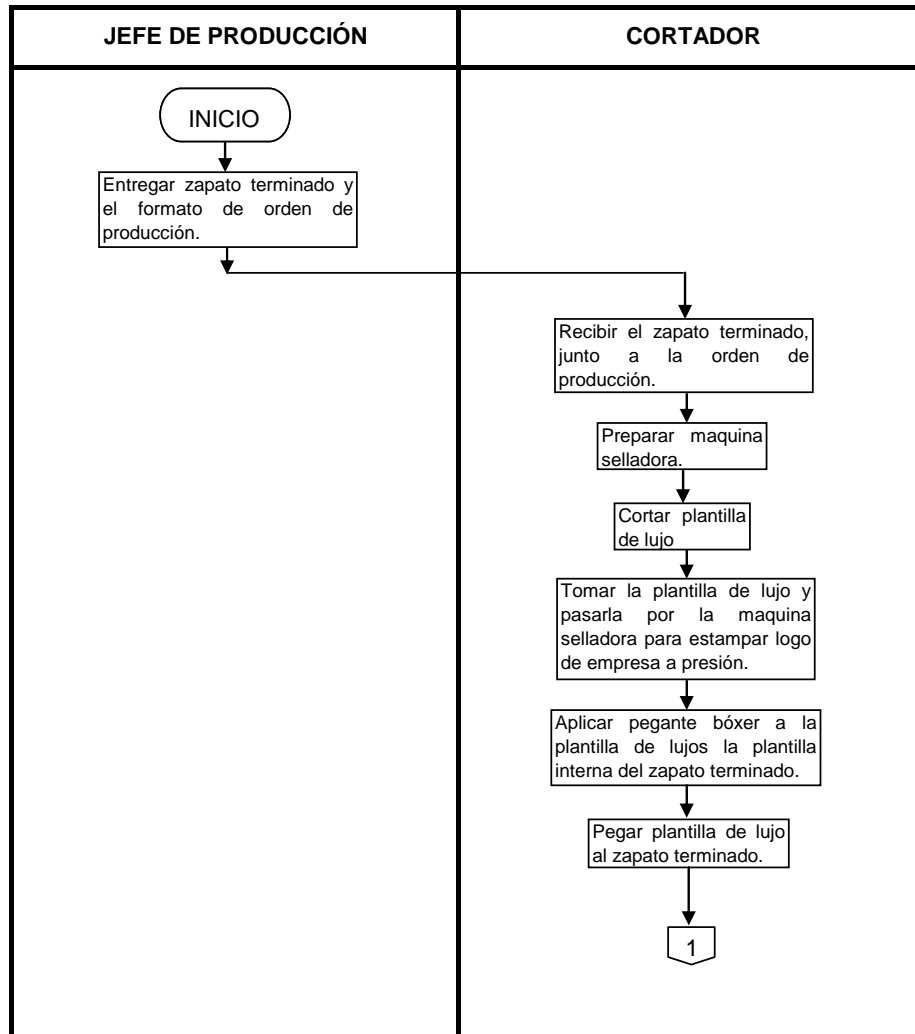 JEFE DE PRODUCCIÓN
CORTADOR
INICIO
Entregar zapato terminado y
el formato de orden de
producción.
Recibir el zapato terminado,
junto a la orden de
producción.
Preparar maquina
selladora.
Cortar plantilla
de lujo
Tomar la plantilla de lujo y
pasarla por la maquina
selladora para estampar logo
de empresa a presión.
Aplicar pegante bóxer a la
plantilla de lujos la plantilla
interna del zapato terminado.
Pegar plantilla de lujo
al zapato terminado.
1